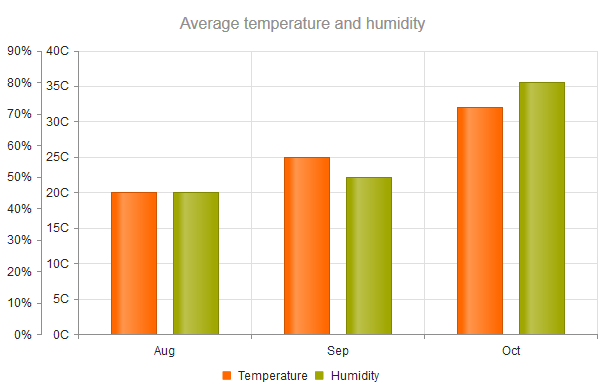 Average temperature and humidity
90% 40C
80% 35C
70% 30C
60% 25C
50% 20C
40% 15C
30% 10C
20% 5C
10% 0C
0%
Aug Sep Oct
Temperature Humidity